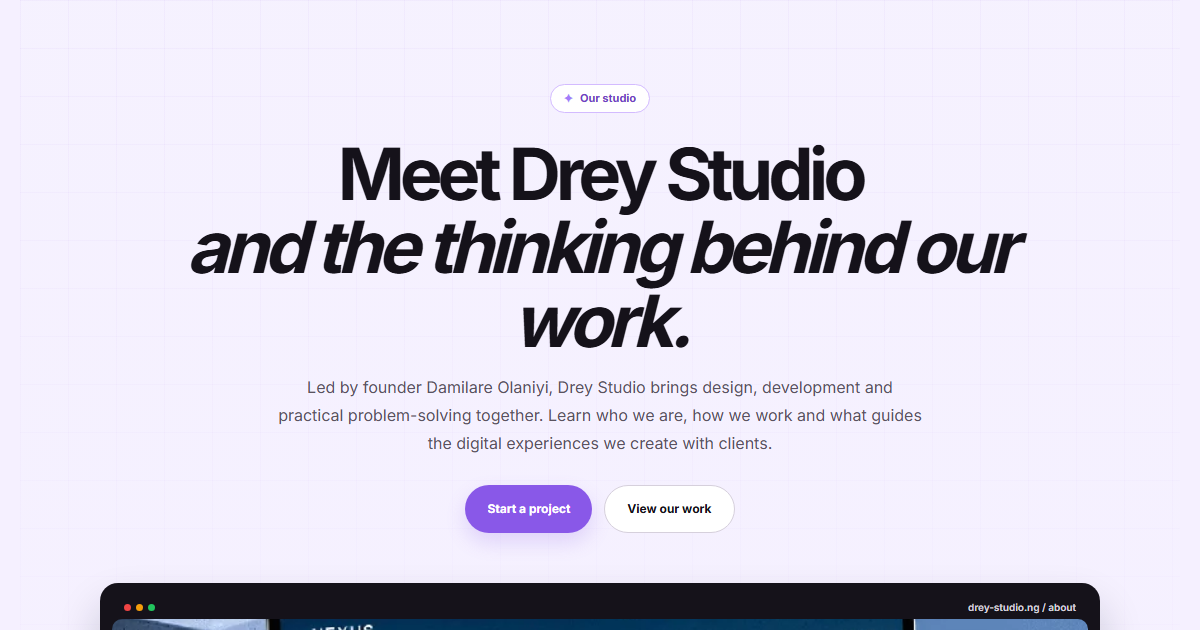 ✦ Our studio
Meet Drey Studio
and the thinking behind our
work.
Led by founder Damilare Olaniyi, Drey Studio brings design, development and
practical problem-solving together. Learn who we are, how we work and what guides
the digital experiences we create with clients.
Start a project
View our work
drey-studio.ng / about
NEXUS